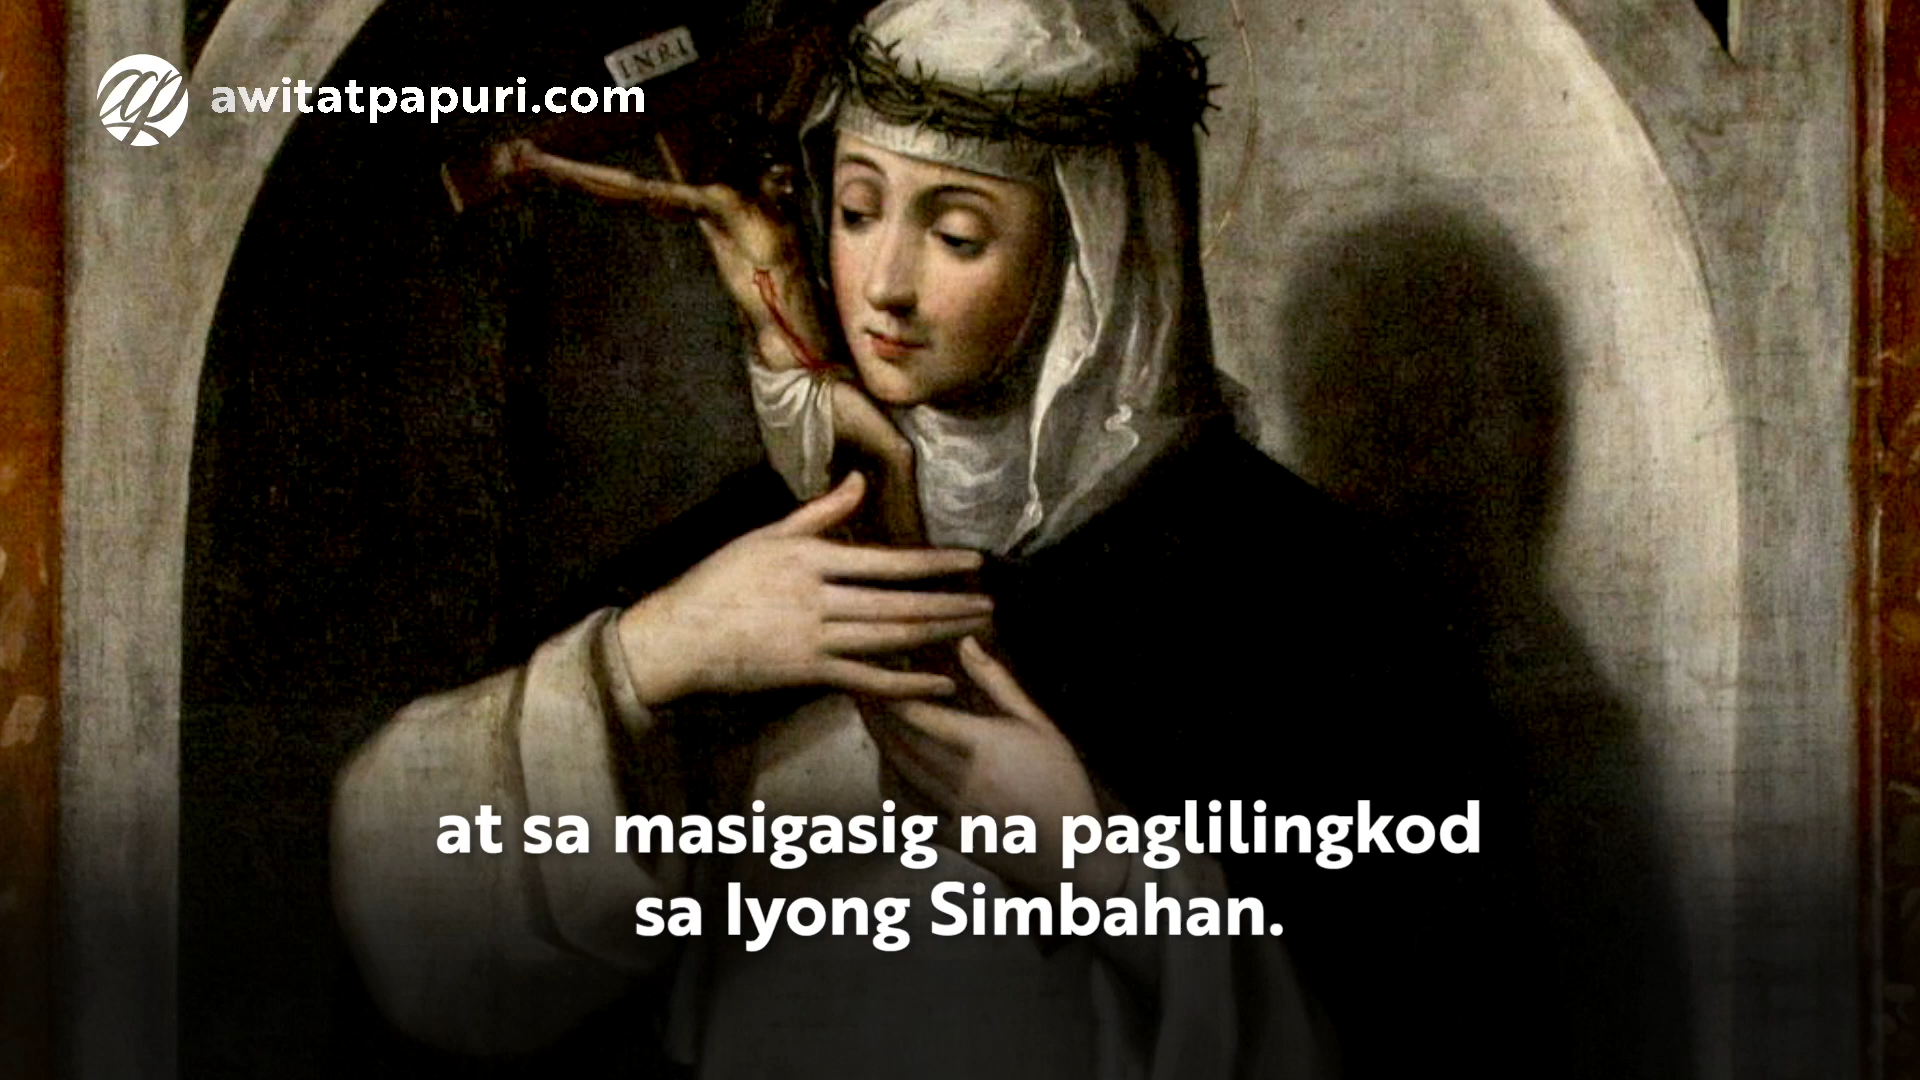 INRI
awitatpapuri.com
at sa masigasig na paglilingkod
sa Iyong Simbahan.